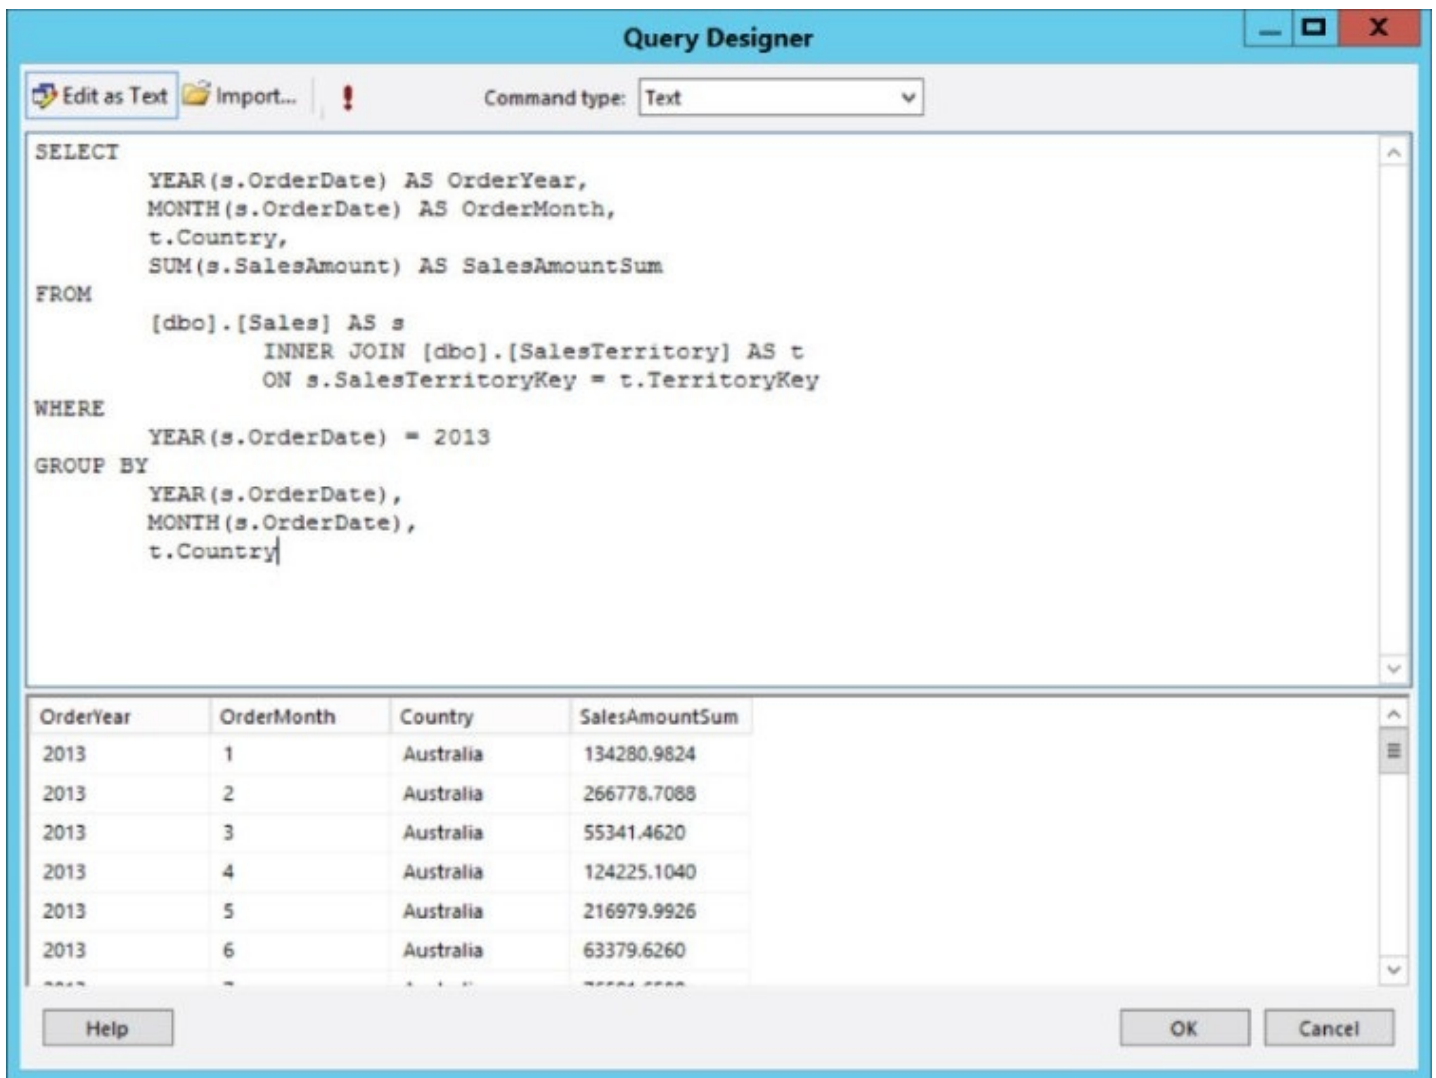 Query Designer
Edit as Text Import... Command type: Text
SELECT
YEAR(s.OrderDate) AS OrderYear,
MONTH(s.OrderDate) AS OrderMonth,
t.Country,
SUM(s.SalesAmount) AS SalesAmountSum
FROM
[dbo].[Sales] AS s
INNER JOIN [dbo].[SalesTerritory] AS t
ON s.SalesTerritoryKey = t.TerritoryKey
WHERE
YEAR(s.OrderDate) = 2013
GROUP BY
YEAR(s.OrderDate),
MONTH(s.OrderDate),
t.Country
OrderYear OrderMonth Country SalesAmountSum
2013 1 Australia 134280.9824
2013 2 Australia 266778.7088
2013 3 Australia 55341.4620
2013 4 Australia 124225.1040
2013 5 Australia 216979.9926
2013 6 Australia 63379.6260
Help OK Cancel